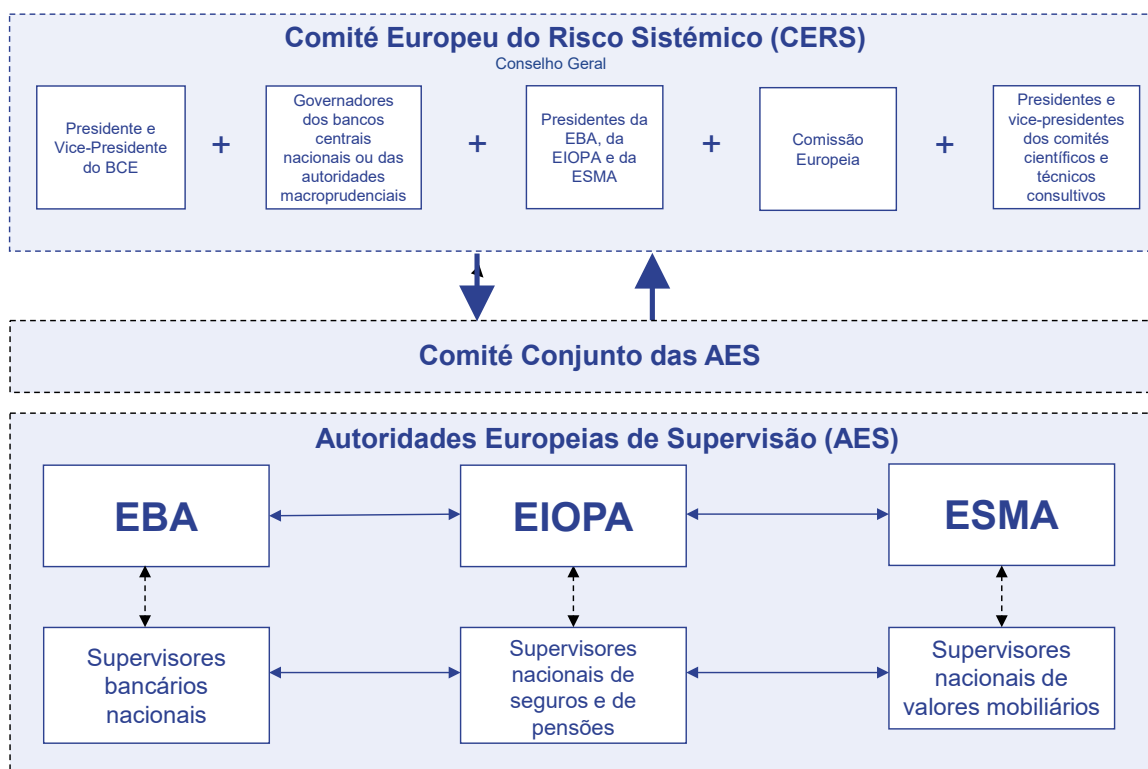 Comité Europeu do Risco Sistémico (CERS)
Conselho Geral
Presidente e
Vice-Presidente
do BCE
+
Governadores
dos bancos
centrais
nacionais ou das
autoridades
macroprudenciais
+
Presidentes da
EBA, da
EIOPA e da
ESMA
+
Comissão
Europeia
+
Presidentes e
vice-presidentes
dos comités
científicos e
técnicos
consultivos
Comité Conjunto das AES
Autoridades Europeias de Supervisão (AES)
EBA
EIOPA
ESMA
Supervisores
bancários
nacionais
Supervisores
nacionais de
seguros e de
pensões
Supervisores
nacionais de
valores mobiliários